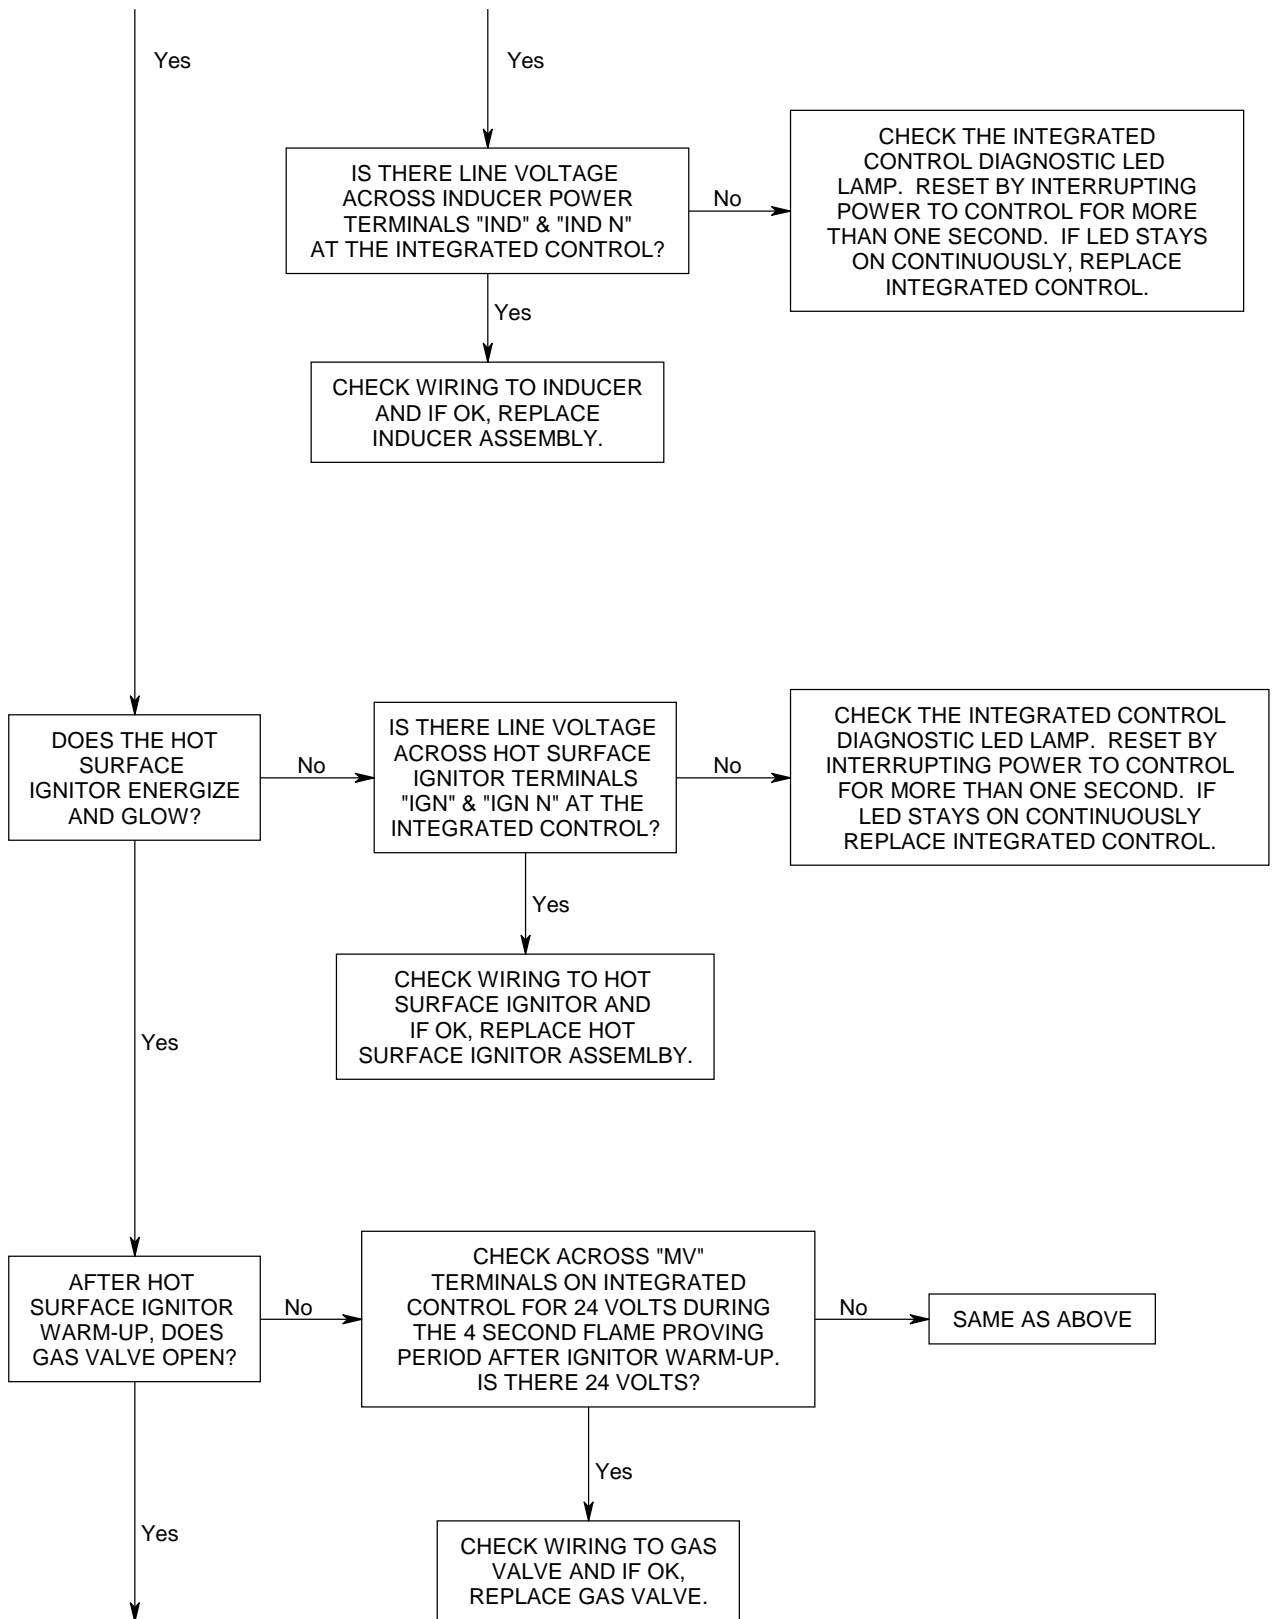 Yes
Yes
IS THERE LINE VOLTAGE
ACROSS INDUCER POWER
TERMINALS "IND" & "IND N"
AT THE INTEGRATED CONTROL?
No
CHECK THE INTEGRATED
CONTROL DIAGNOSTIC LED
LAMP.  RESET BY INTERRUPTING
POWER TO CONTROL FOR MORE
THAN ONE SECOND.  IF LED STAYS
ON CONTINUOUSLY, REPLACE
INTEGRATED CONTROL.
Yes
CHECK WIRING TO INDUCER
AND IF OK, REPLACE
INDUCER ASSEMBLY.
DOES THE HOT
SURFACE
IGNITOR ENERGIZE
AND GLOW?
No
IS THERE LINE VOLTAGE
ACROSS HOT SURFACE
IGNITOR TERMINALS
"IGN" & "IGN N" AT THE
INTEGRATED CONTROL?
No
CHECK THE INTEGRATED CONTROL
DIAGNOSTIC LED LAMP.  RESET BY
INTERRUPTING POWER TO CONTROL
FOR MORE THAN ONE SECOND.  IF
LED STAYS ON CONTINUOUSLY
REPLACE INTEGRATED CONTROL.
Yes
CHECK WIRING TO HOT
SURFACE IGNITOR AND
IF OK, REPLACE HOT
SURFACE IGNITOR ASSEMLBY.
Yes
AFTER HOT
SURFACE IGNITOR
WARM-UP, DOES
GAS VALVE OPEN?
No
CHECK ACROSS "MV"
TERMINALS ON INTEGRATED
CONTROL FOR 24 VOLTS DURING
THE 4 SECOND FLAME PROVING
PERIOD AFTER IGNITOR WARM-UP.
IS THERE 24 VOLTS?
No
SAME AS ABOVE
Yes
CHECK WIRING TO GAS
VALVE AND IF OK,
REPLACE GAS VALVE.
Yes